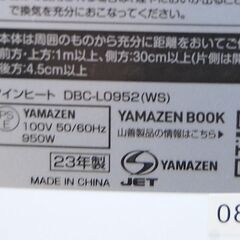 で換気を充分におこなってください
本体は周囲のものから充分に距離をおいてご
前方・上方:1m以上、側方:30cm以上(片側は開
後方:4.5cm以上
インヒート DBC-L0952(WS)
PS
E
YAMAZEN
100V 50/60Hz
950W
YAMAZEN BOOK
山善製品の情報はこちら▶
23年製
YAMAZEN
MADE IN CHINA
JET
08